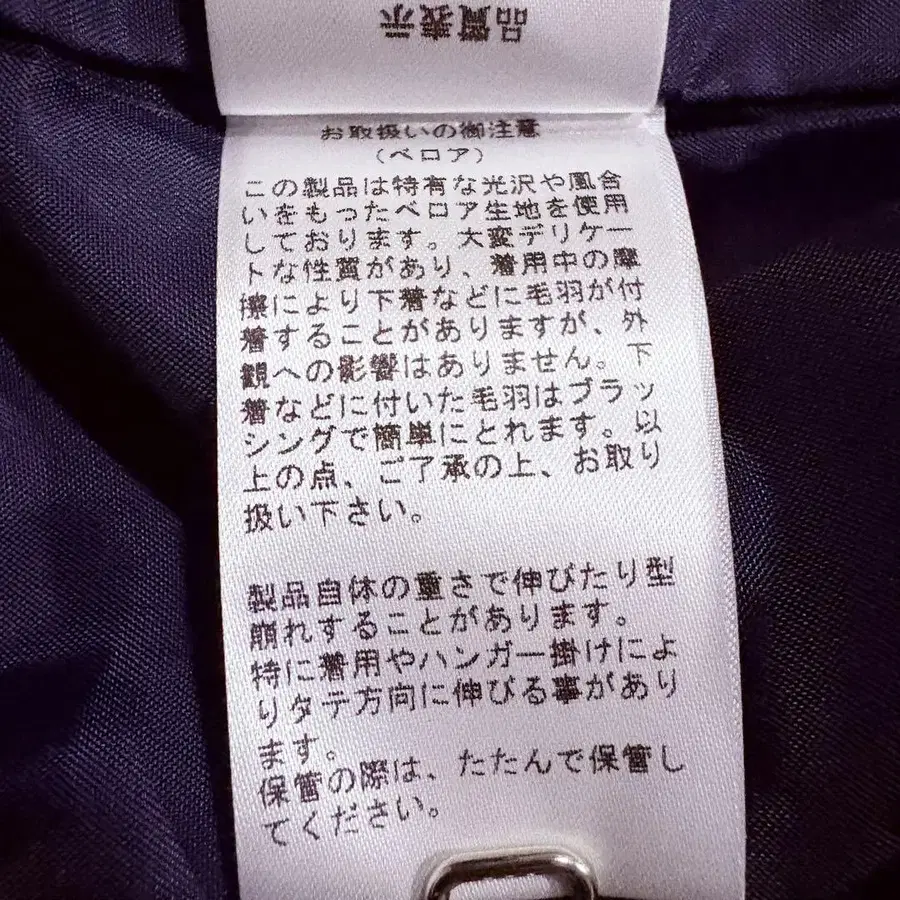 品質表示
お取扱いの御注意
(ベロア)
この製品は特有な光沢や風合
いをもったベロア生地を使用
しております。大変デリケー
トな性質があり、着用中の摩
擦により下着などに毛羽が付
着することがありますが、外
観への影響はありません。下
着などに付いた毛羽はブラッ
シングで簡単にとれます。以
上の点、ご了承の上、お取り
扱い下さい。
製品自体の重さで伸びたり型
崩れすることがあります。
特に着用やハンガー掛けによ
りタテ方向に伸びる事があり
ます。
保管の際は、たたんで保管し
てください。